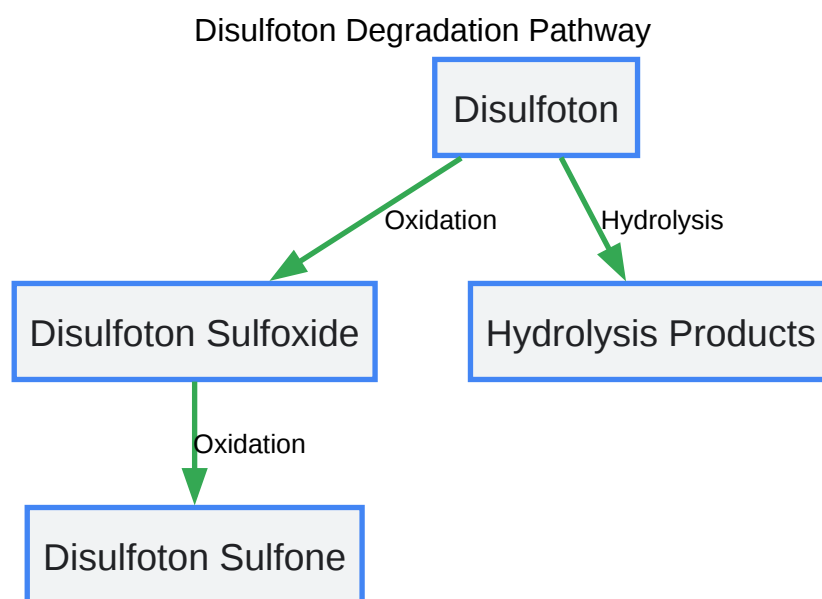 Disulfoton Degradation Pathway
Disulfoton
Oxidation
Hydrolysis
Disulfoton Sulfoxide
Hydrolysis Products
Oxidation
Disulfoton Sulfone